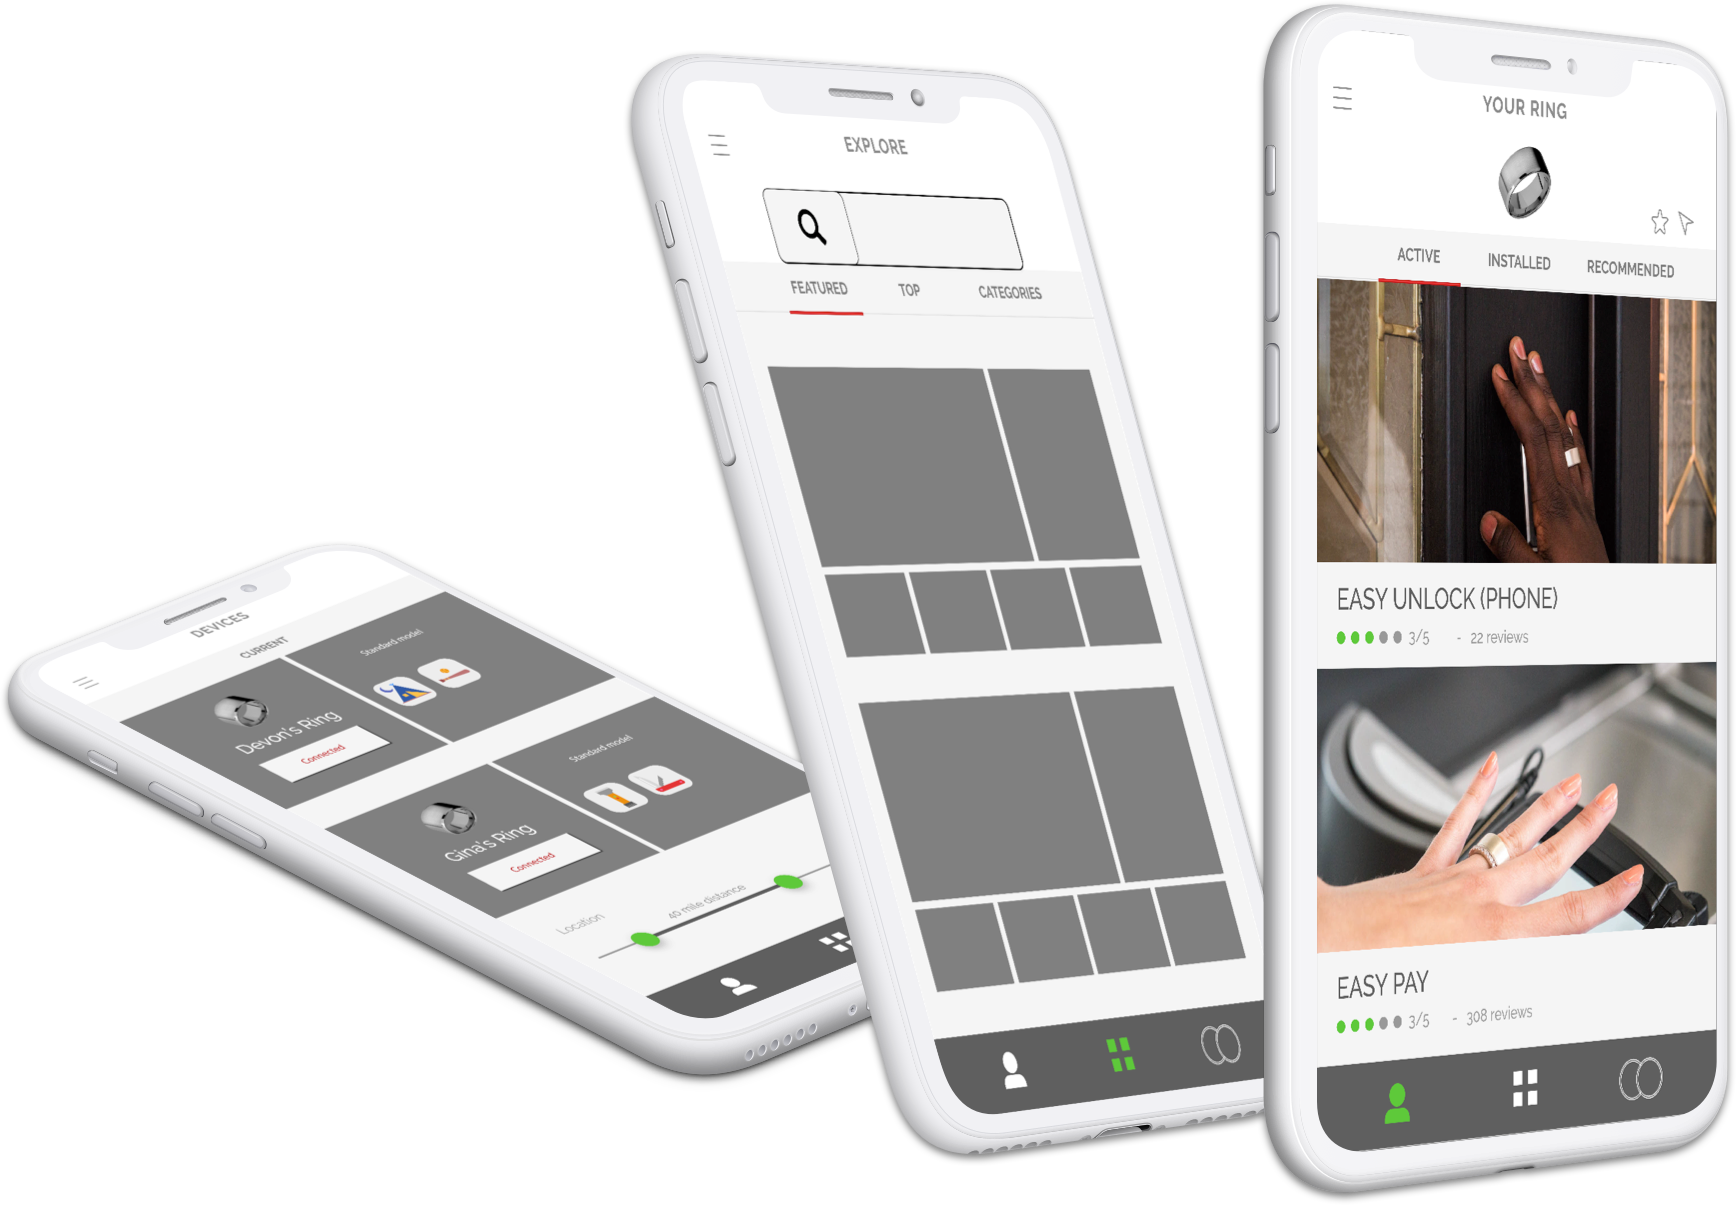 DEVICES
CURRENT
Devon's Ring
Connected
Standard model
Gina's Ring
Connected
Standard model
Location
40 mile distance
EXPLORE
FEATURED
TOP
CATEGORIES
YOUR RING
ACTIVE
INSTALLED
RECOMMENDED
EASY UNLOCK (PHONE)
3/5 - 22 reviews
EASY PAY
3/5 - 308 reviews